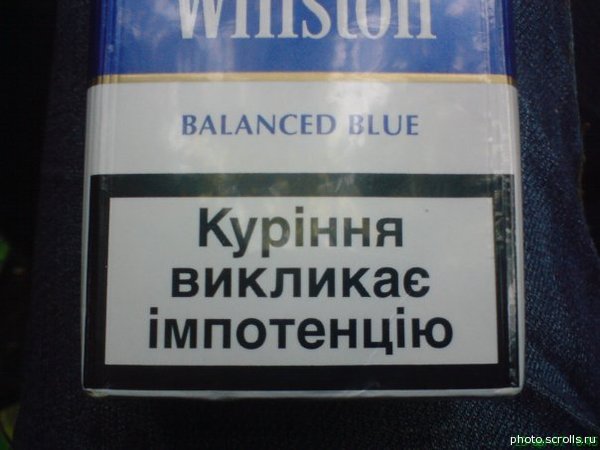 Winston
BALANCED BLUE
Куріння
викликає
імпотенцію
photo.scrolls.ru